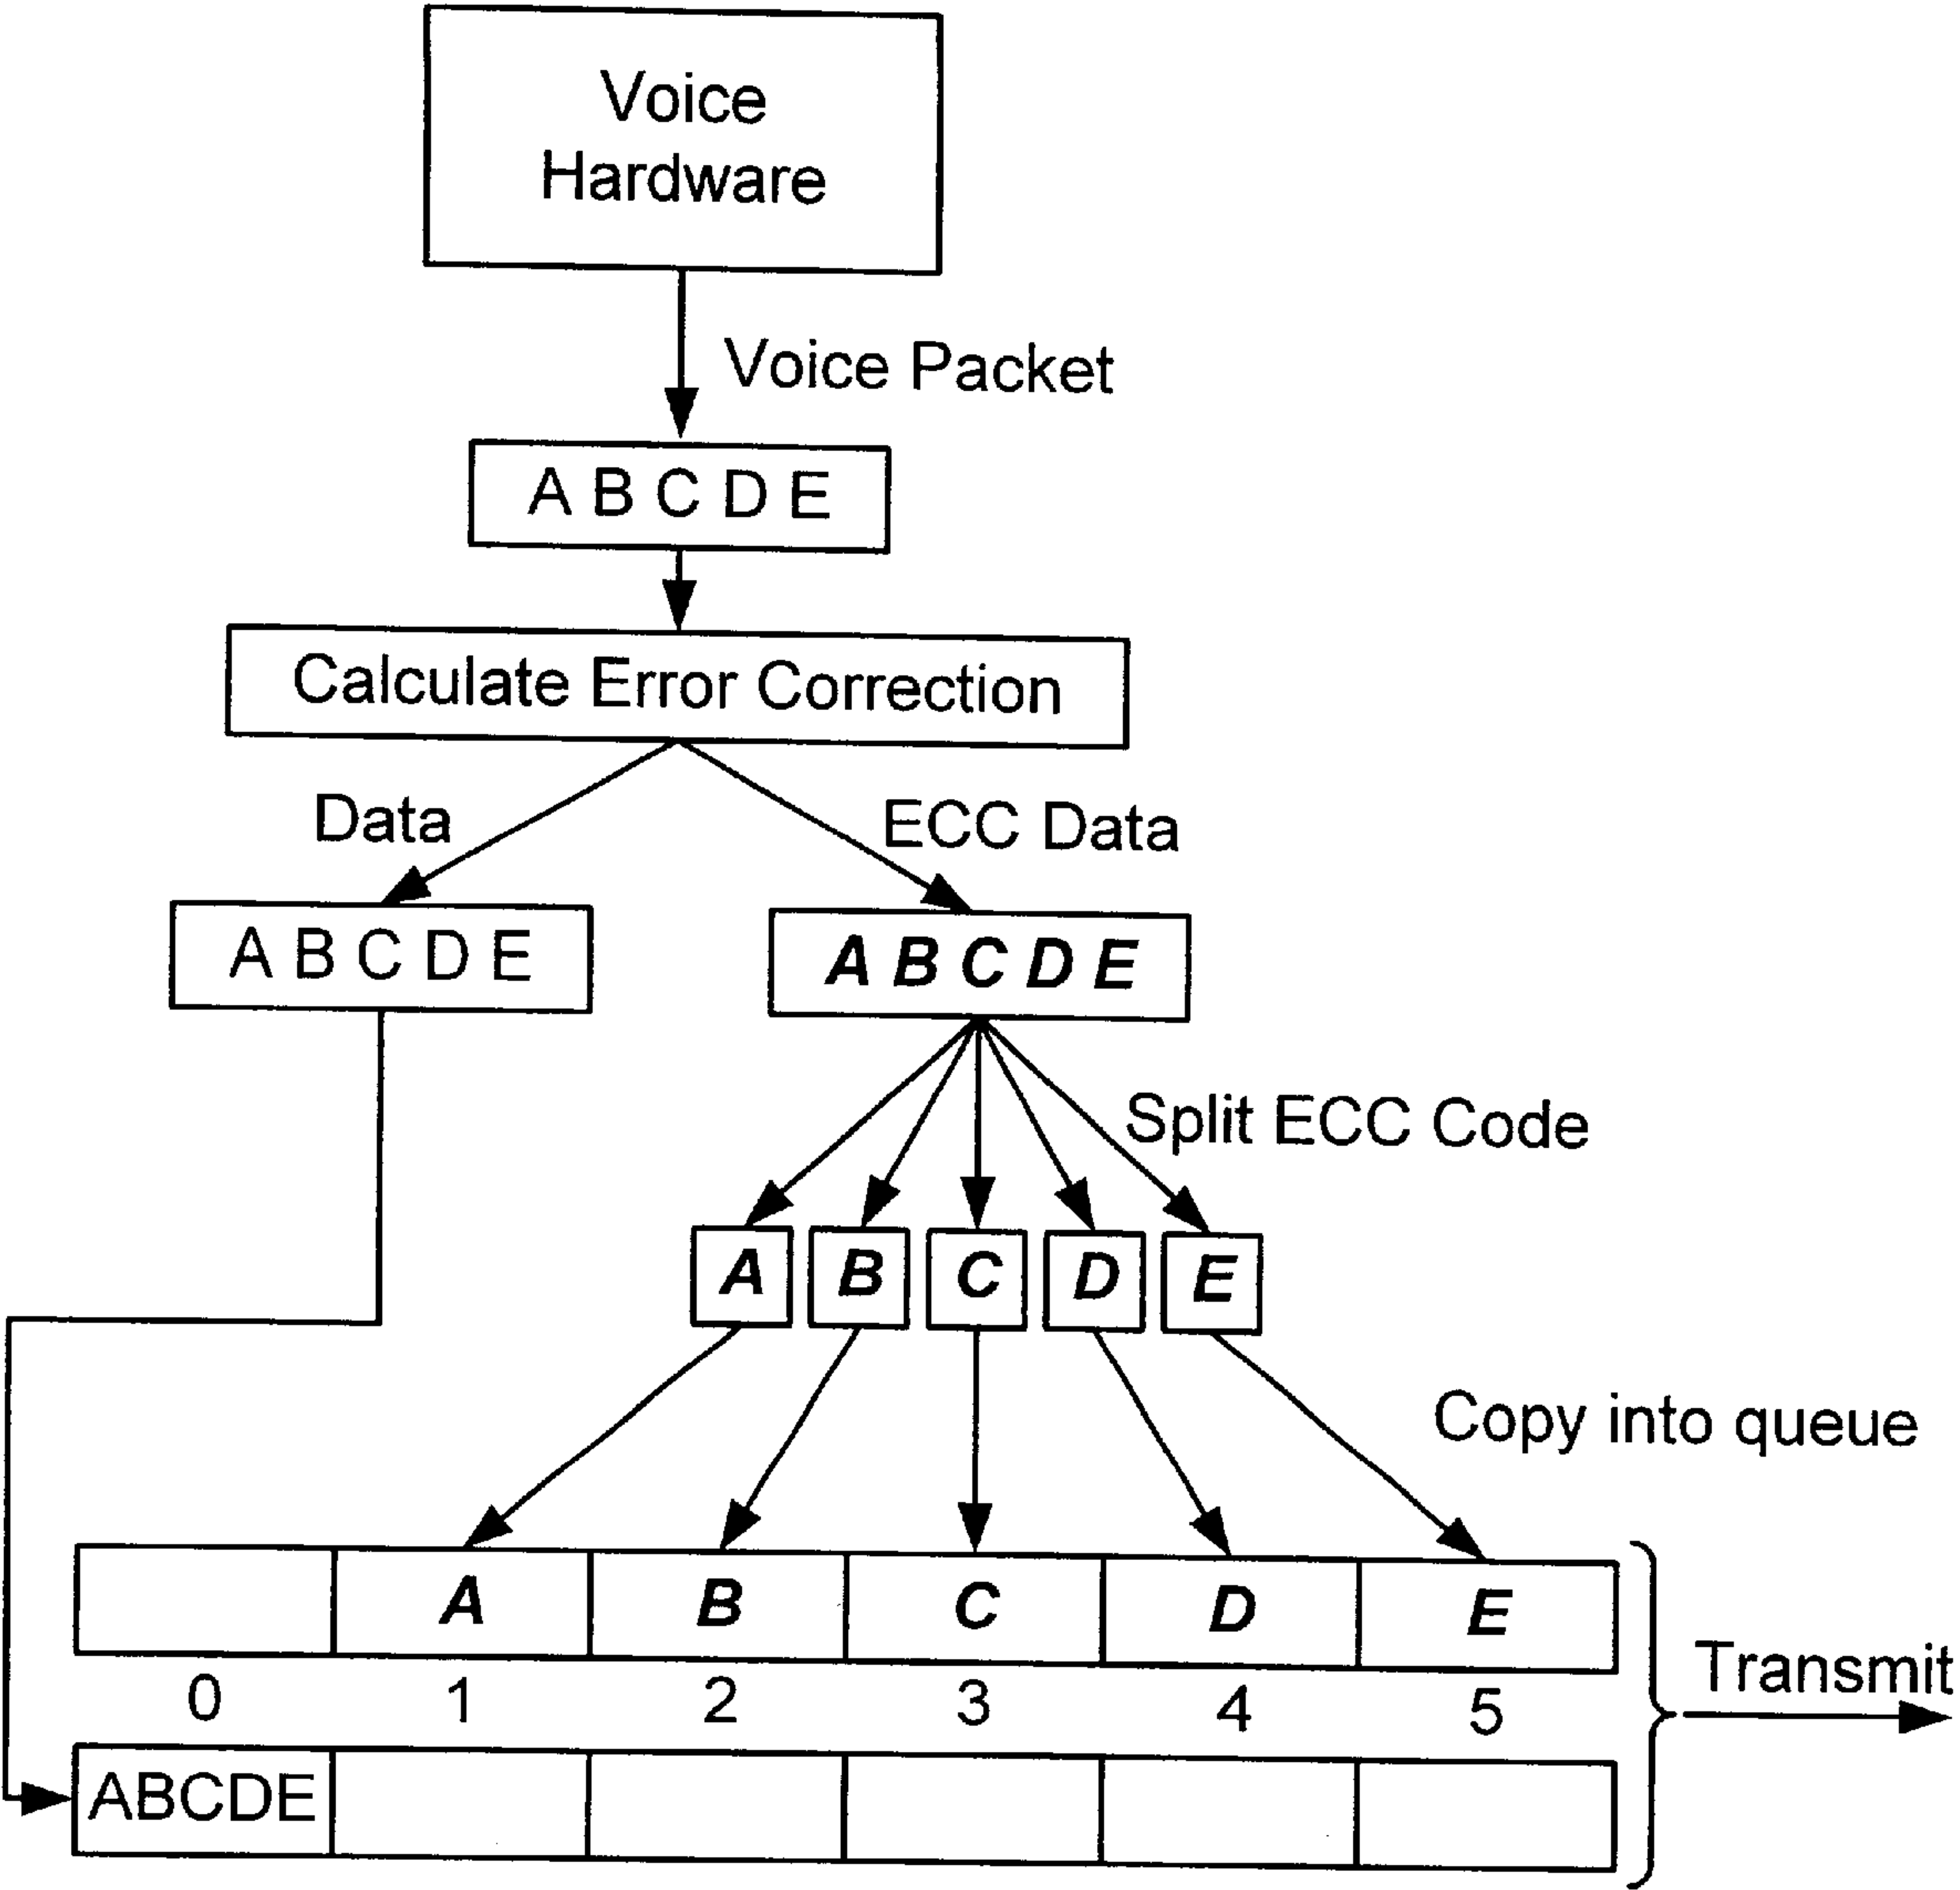 Voice
Hardware
Voice Packet
A B C D E
Calculate Error Correction
Data
ECC Data
A B C D E
A B C D E
Split ECC Code
A B C D E
Copy into queue
A B C D E
0 1 2 3 4 5
Transmit
ABCDE